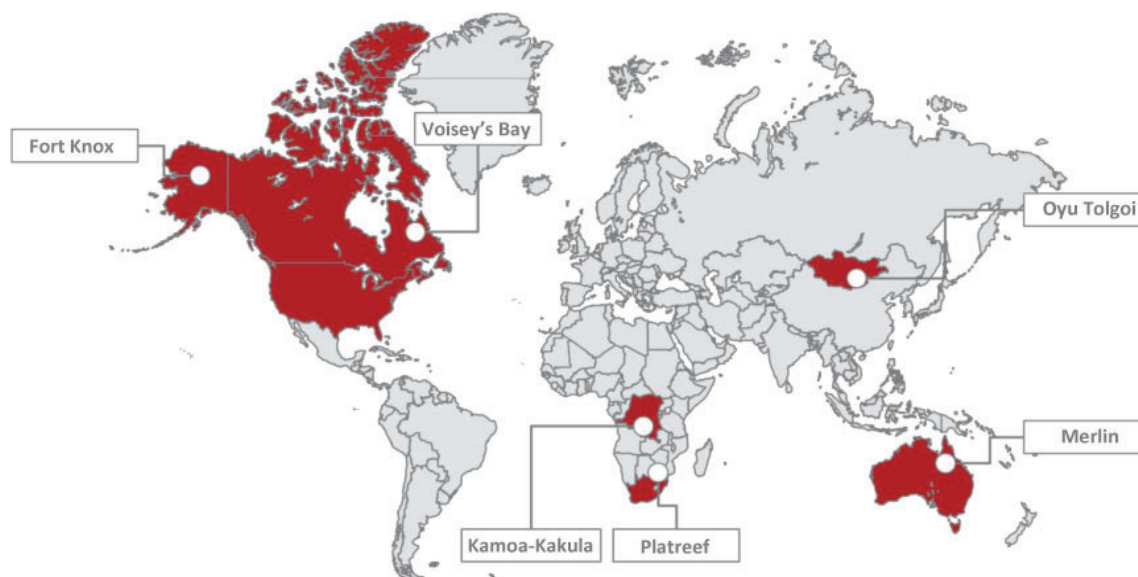 Voisey's Bay
Fort Knox
Oyu Tolgoi
Merlin
Kamoa-Kakula
Platreef